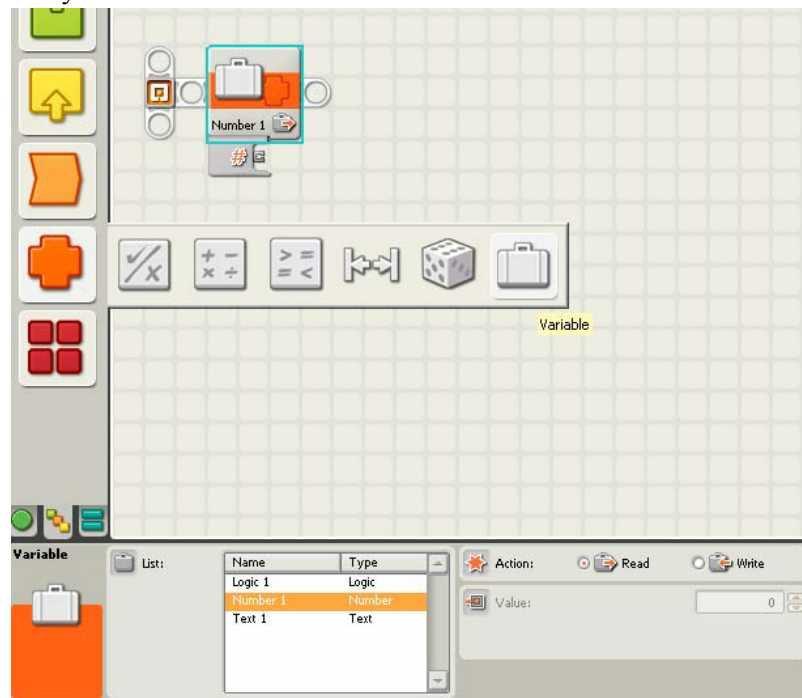 Number 1
#
Variable
Variable
List:
Name Type
Logic 1 Logic
Number 1 Number
Text 1 Text
Action: Read Write
Value: 0